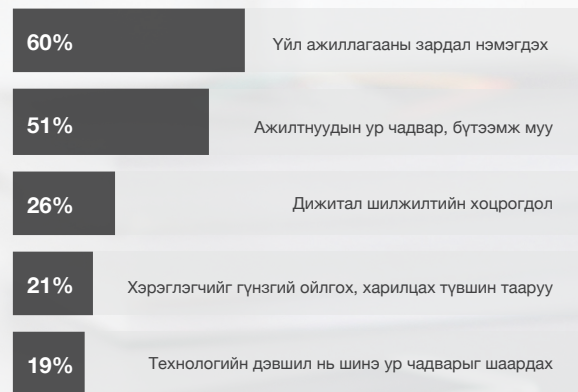 60% Үйл ажиллагааны зардал нэмэгдэх
51% Ажилтнуудын ур чадвар, бүтээмж муу
26% Дижитал шилжилтийн хоцрогдол
21% Хэрэглэгчийг гүнзгий ойлгох, харилцах түвшин тааруу
19% Технологийн дэвшил нь шинэ ур чадварыг шаардах